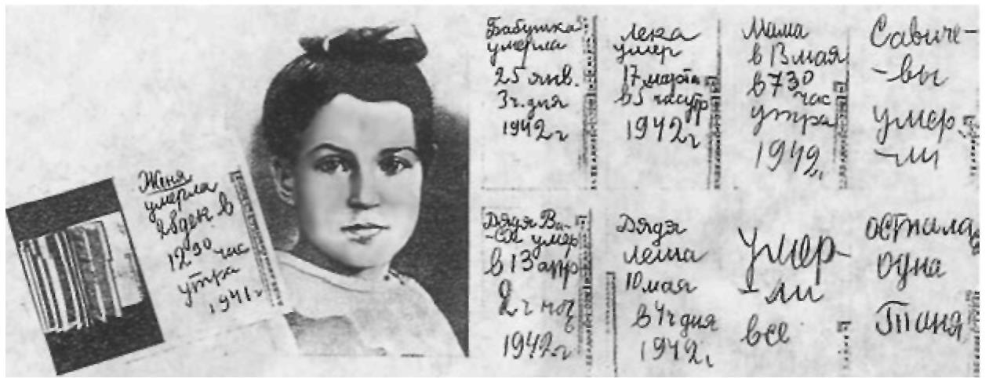 Женя
умерла
28 ден в
12 30 час
утра
1941 г
Бабушка
умерла
25 янв.
3 ч. дня
1942 г
Лека
умер
17 марта
в 5 час утр
1942 г
Мама
в 13 мая
в 7 30
час
утра
1942 г
Савиче-
-вы
умер
-ли
Дядя Ва-
-ся умер
в 13 апр
2 ч ноч
1942 г
Дядя
Леша
10 мая
в 4 ч дня
1942 г
Умер-
-ли
все
осталась
одна
Таня